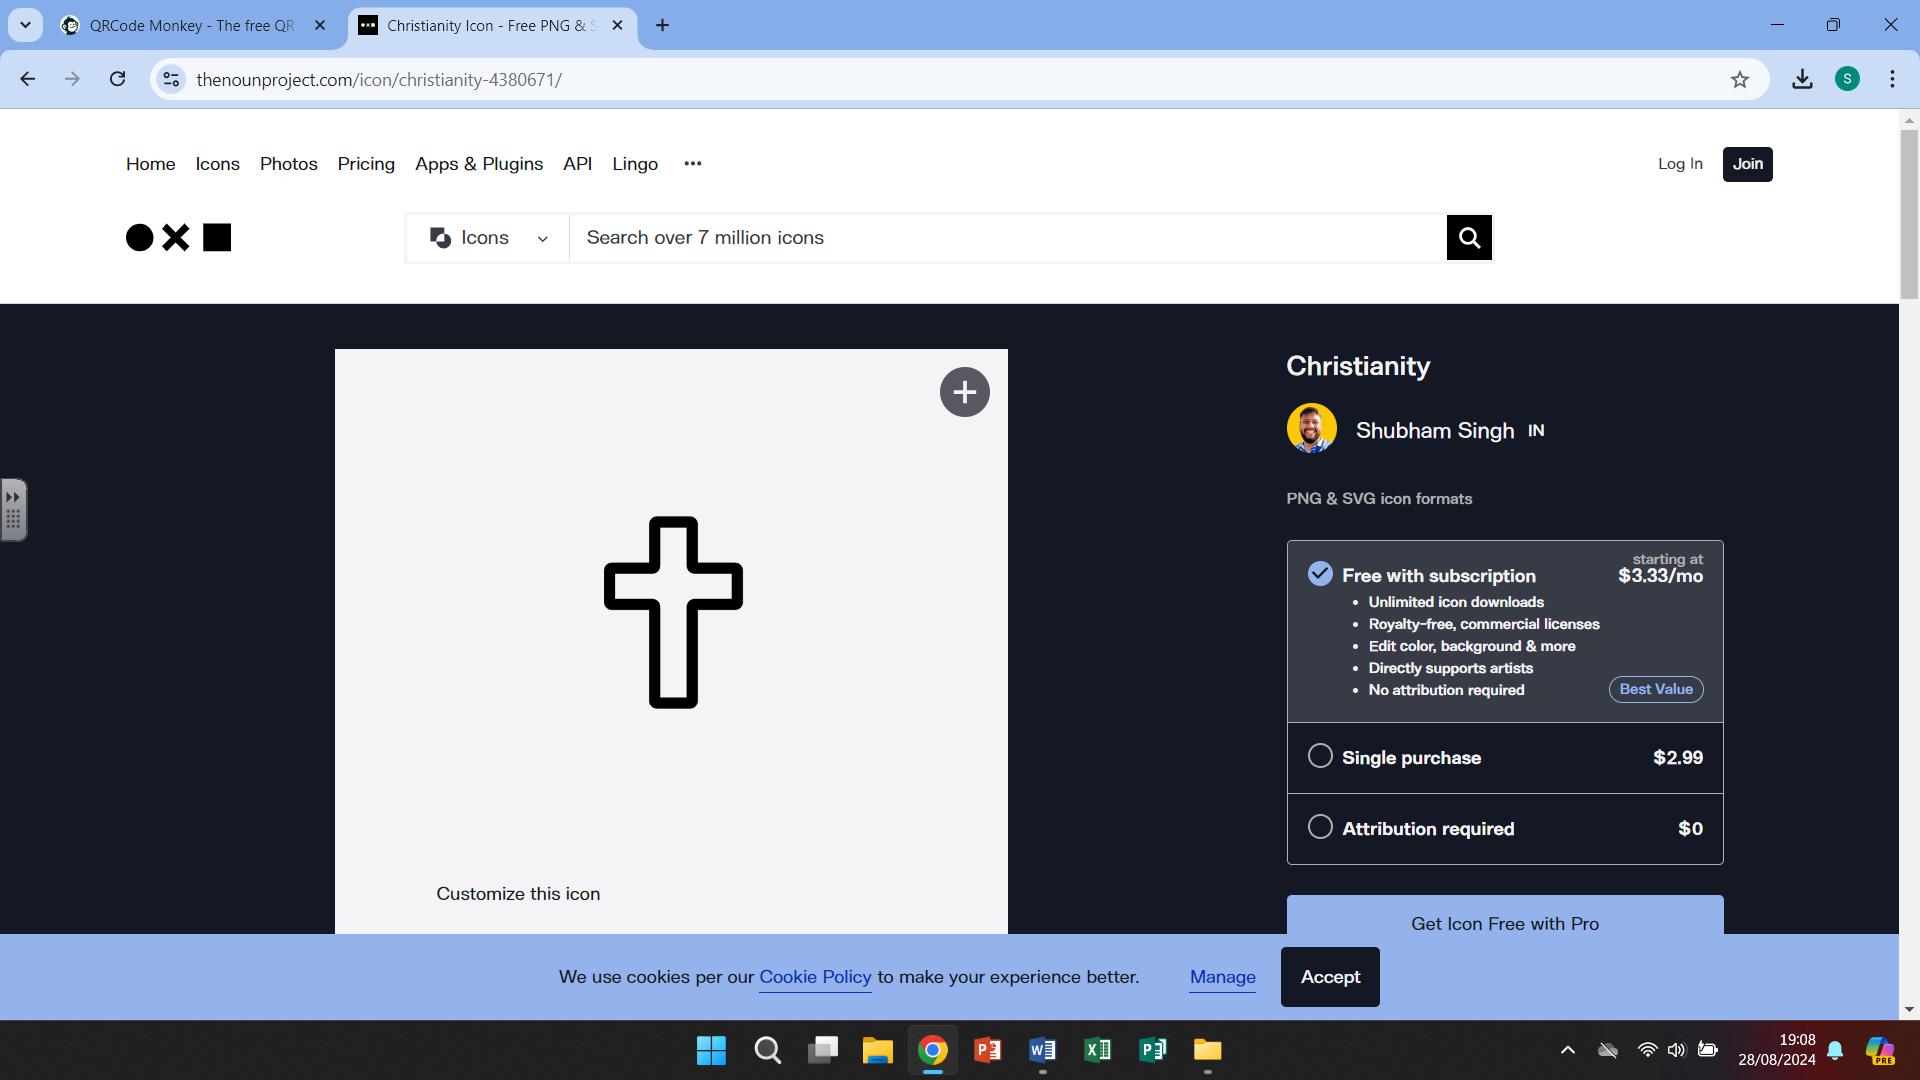 QRCode Monkey - The free QR
Christianity Icon - Free PNG &
thenounproject.com/icon/christianity-4380671/
S
Home Icons Photos Pricing Apps & Plugins API Lingo ...
Log In Join
Icons Search over 7 million icons
Christianity
Shubham Singh IN
PNG & SVG icon formats
starting at
Free with subscription $3.33/mo
• Unlimited icon downloads
• Royalty-free, commercial licenses
• Edit color, background & more
• Directly supports artists
• No attribution required
Best Value
Single purchase $2.99
Attribution required $0
Customize this icon
Get Icon Free with Pro
We use cookies per our Cookie Policy to make your experience better. Manage Accept
19:08
28/08/2024
PRE